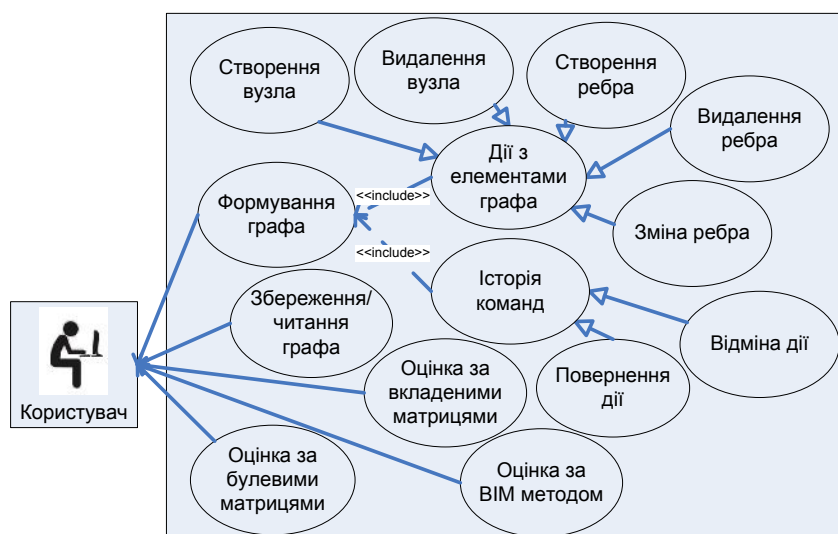 Створення
вузла
Видалення
вузла
Створення
ребра
Видалення
ребра
Дії з
елементами
графа
<<include>>
Формування
графа
Зміна ребра
<<include>>
Історія
команд
Збереження/
читання
графа
Відміна дії
Оцінка за
вкладеними
матрицями
Повернення
дії
Користувач
Оцінка за
булевими
матрицями
Оцінка за
ВІМ методом